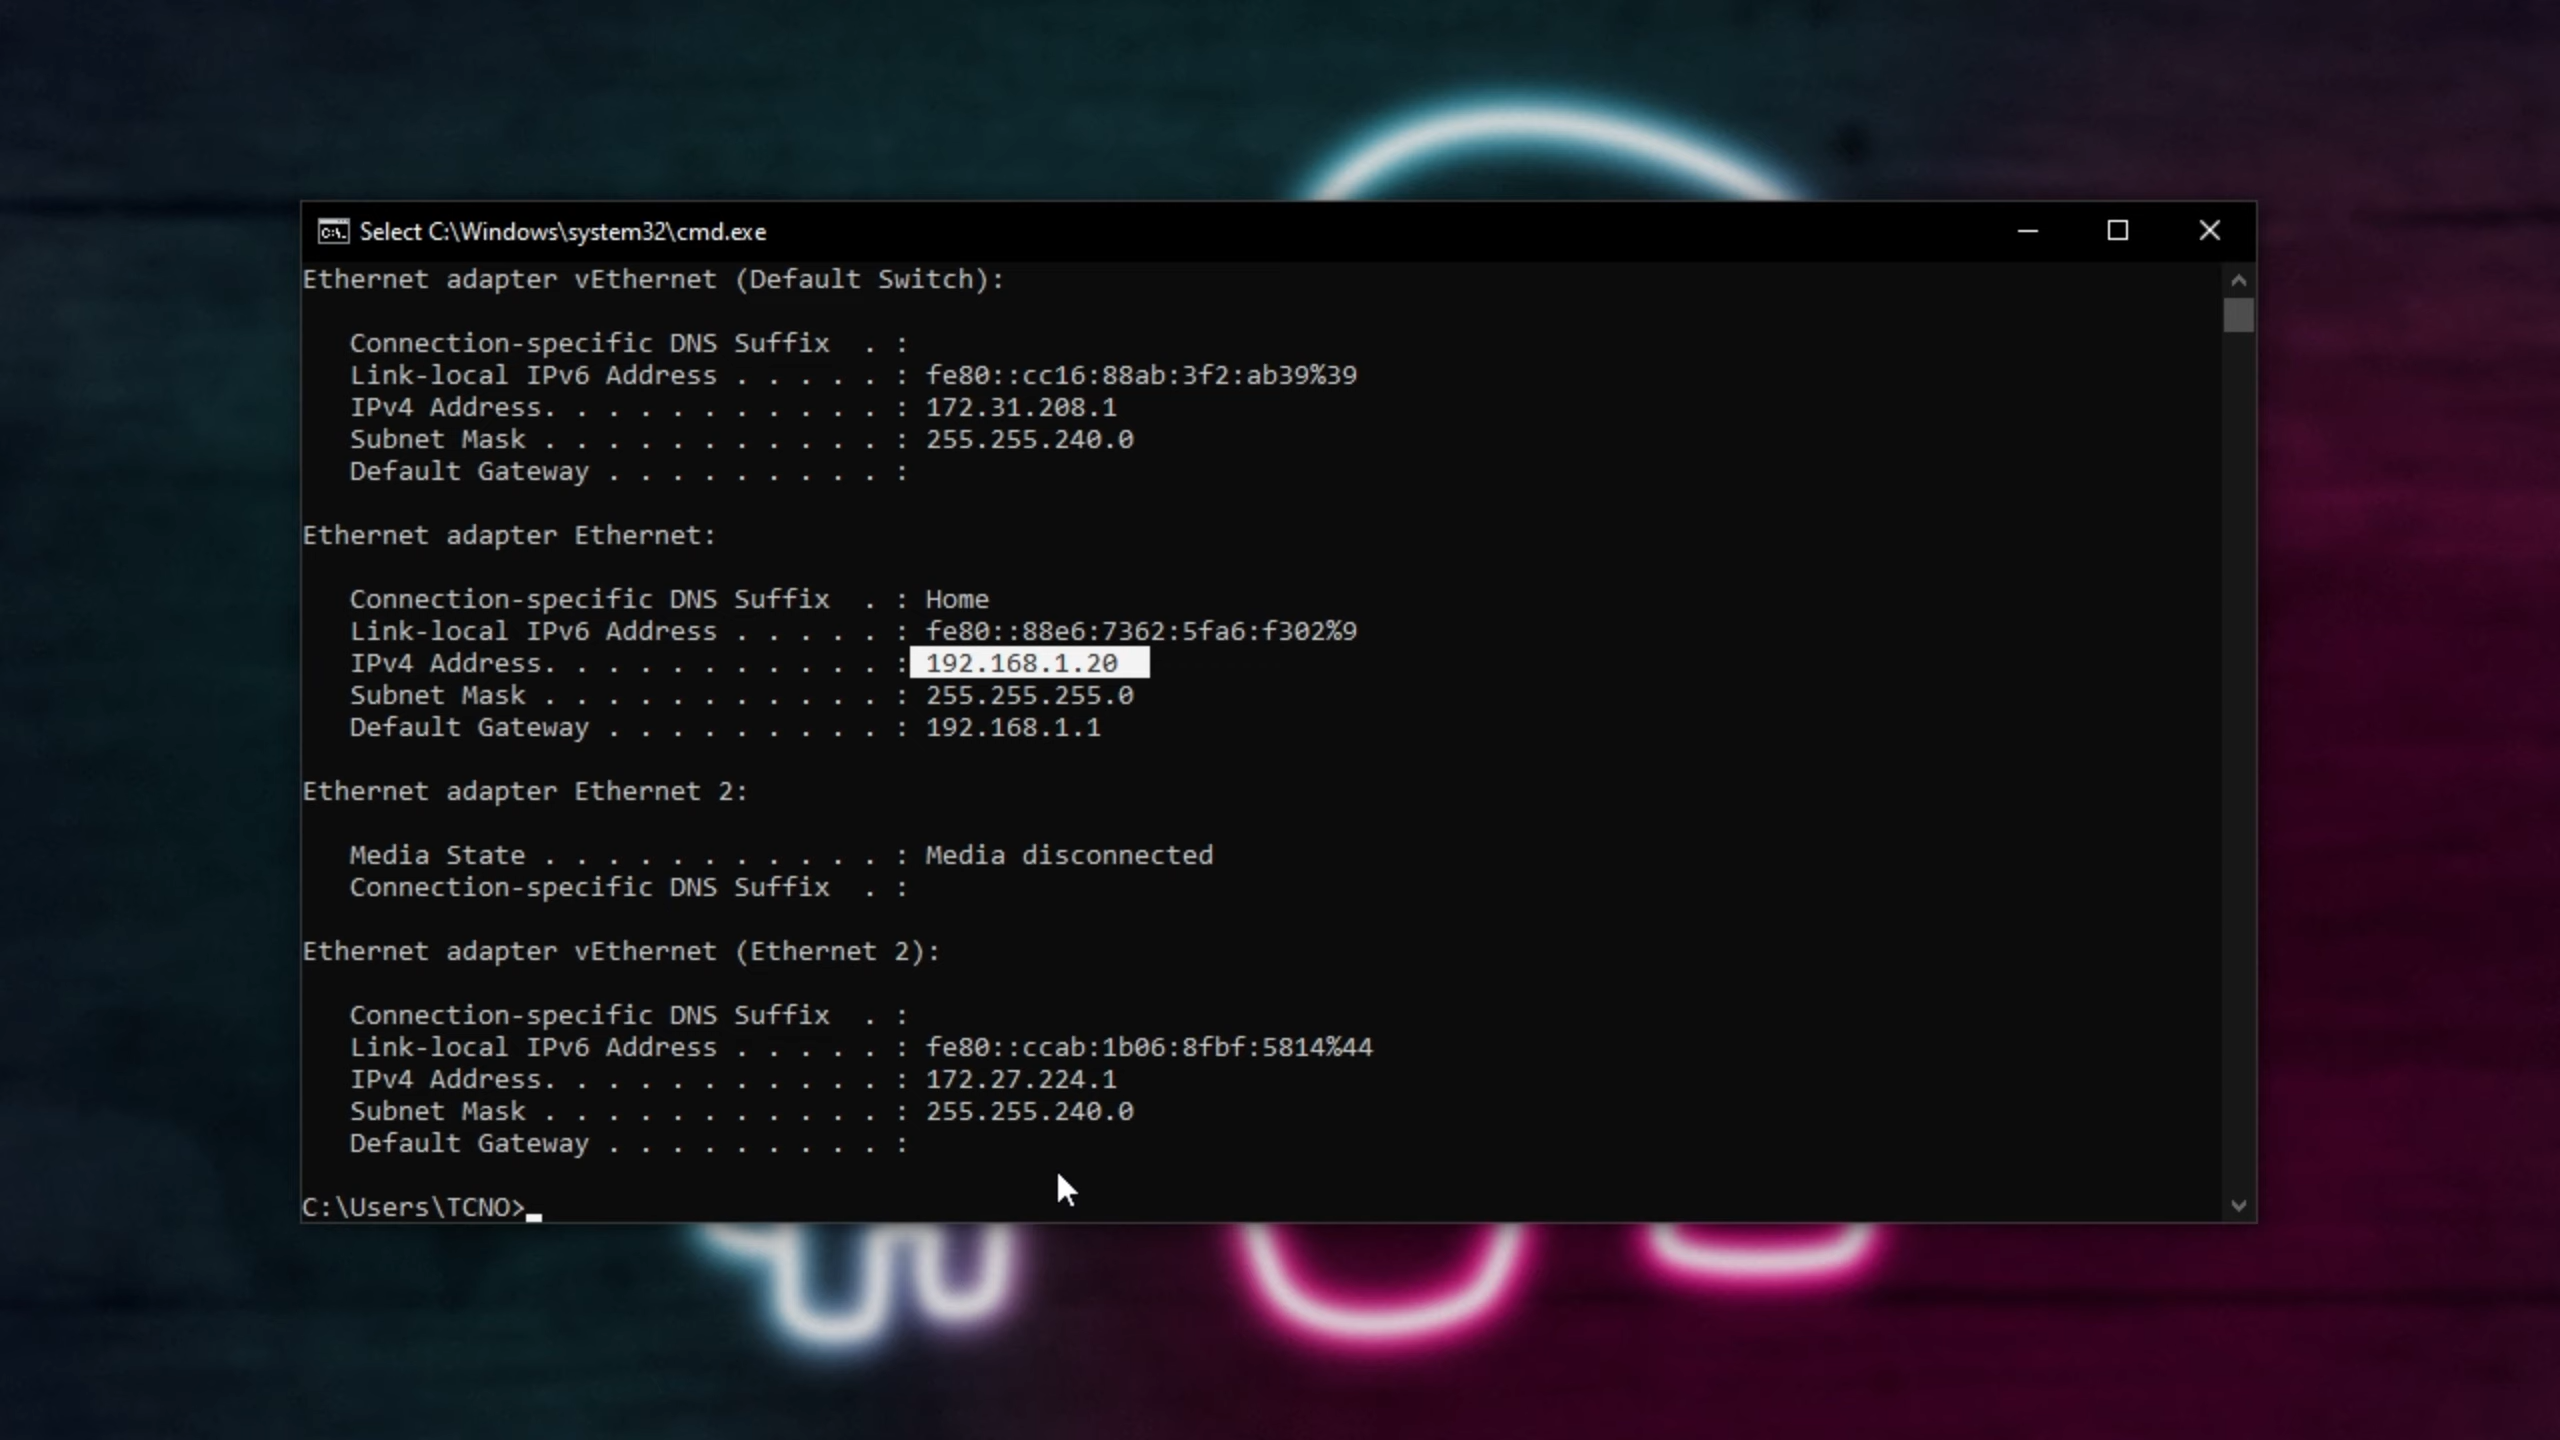 Select C:\Windows\system32\cmd.exe
Ethernet adapter vEthernet (Default Switch):
Connection-specific DNS Suffix  . :
Link-local IPv6 Address . . . . . : fe80::cc16:88ab:3f2:ab39%39
IPv4 Address. . . . . . . . . . . : 172.31.208.1
Subnet Mask . . . . . . . . . . . : 255.255.240.0
Default Gateway . . . . . . . . . :
Ethernet adapter Ethernet:
Connection-specific DNS Suffix  . : Home
Link-local IPv6 Address . . . . . : fe80::88e6:7362:5fa6:f302%9
IPv4 Address. . . . . . . . . . . : 192.168.1.20
Subnet Mask . . . . . . . . . . . : 255.255.255.0
Default Gateway . . . . . . . . . : 192.168.1.1
Ethernet adapter Ethernet 2:
Media State . . . . . . . . . . . : Media disconnected
Connection-specific DNS Suffix  . :
Ethernet adapter vEthernet (Ethernet 2):
Connection-specific DNS Suffix  . :
Link-local IPv6 Address . . . . . : fe80::ccab:1b06:8fbf:5814%44
IPv4 Address. . . . . . . . . . . : 172.27.224.1
Subnet Mask . . . . . . . . . . . : 255.255.240.0
Default Gateway . . . . . . . . . :
C:\Users\TCNO>